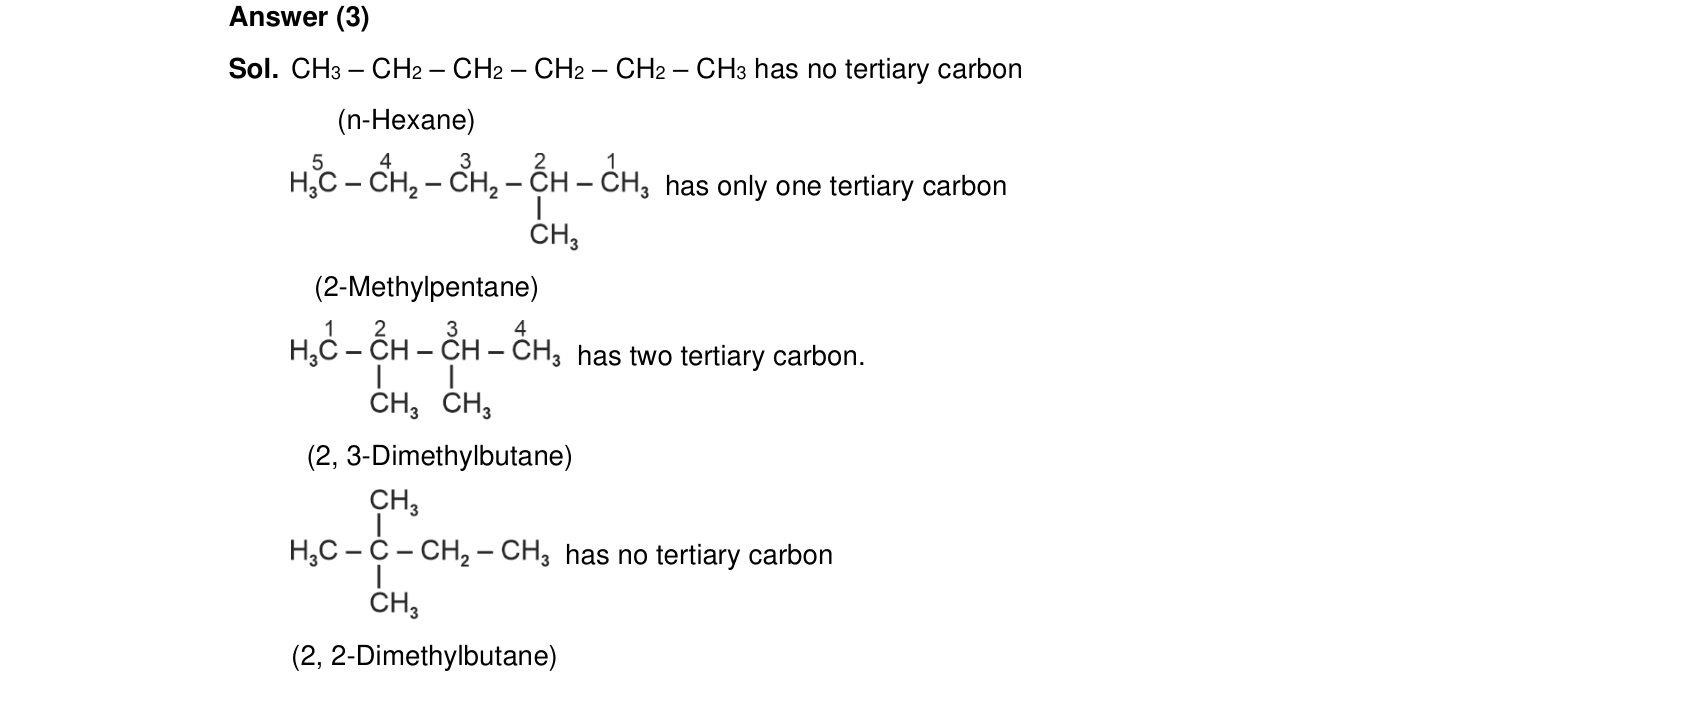 Answer (3)
Sol. CH3 – CH2 – CH2 – CH2 – CH2 – CH3 has no tertiary carbon
(n-Hexane)
5 4 3 2 1
H₃C – CH₂ – CH₂ – CH – CH₃ has only one tertiary carbon
|
CH₃
(2-Methylpentane)
1 2 3 4
H₃C – CH – CH – CH₃ has two tertiary carbon.
| |
CH₃ CH₃
(2, 3-Dimethylbutane)
CH₃
|
H₃C – C – CH₂ – CH₃ has no tertiary carbon
|
CH₃
(2, 2-Dimethylbutane)